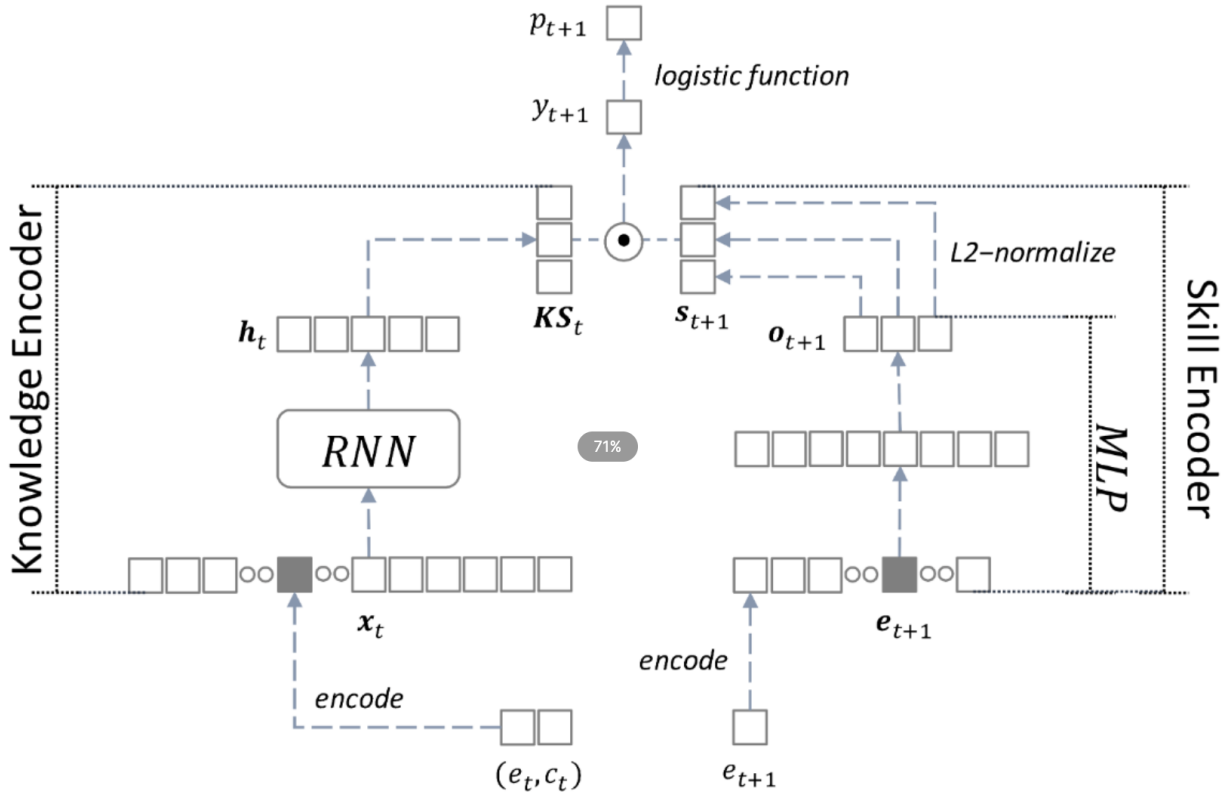 p_{t+1}
logistic function
y_{t+1}
Knowledge Encoder
L2-normalize
Skill Encoder
KS_t
s_{t+1}
h_t
o_{t+1}
RNN
71%
MLP
x_t
e_{t+1}
encode
encode
(e_t, c_t)
e_{t+1}